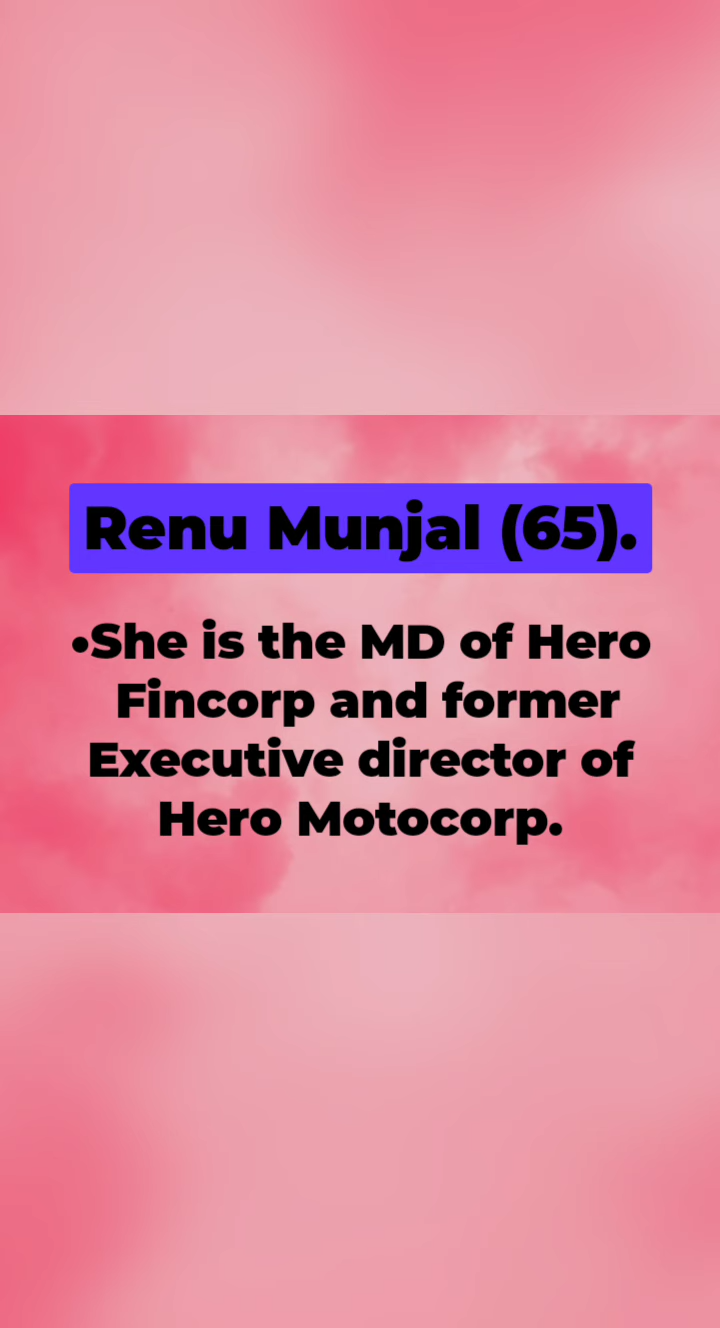 Renu Munjal (65).
•She is the MD of Hero
Fincorp and former
Executive director of
Hero Motocorp.